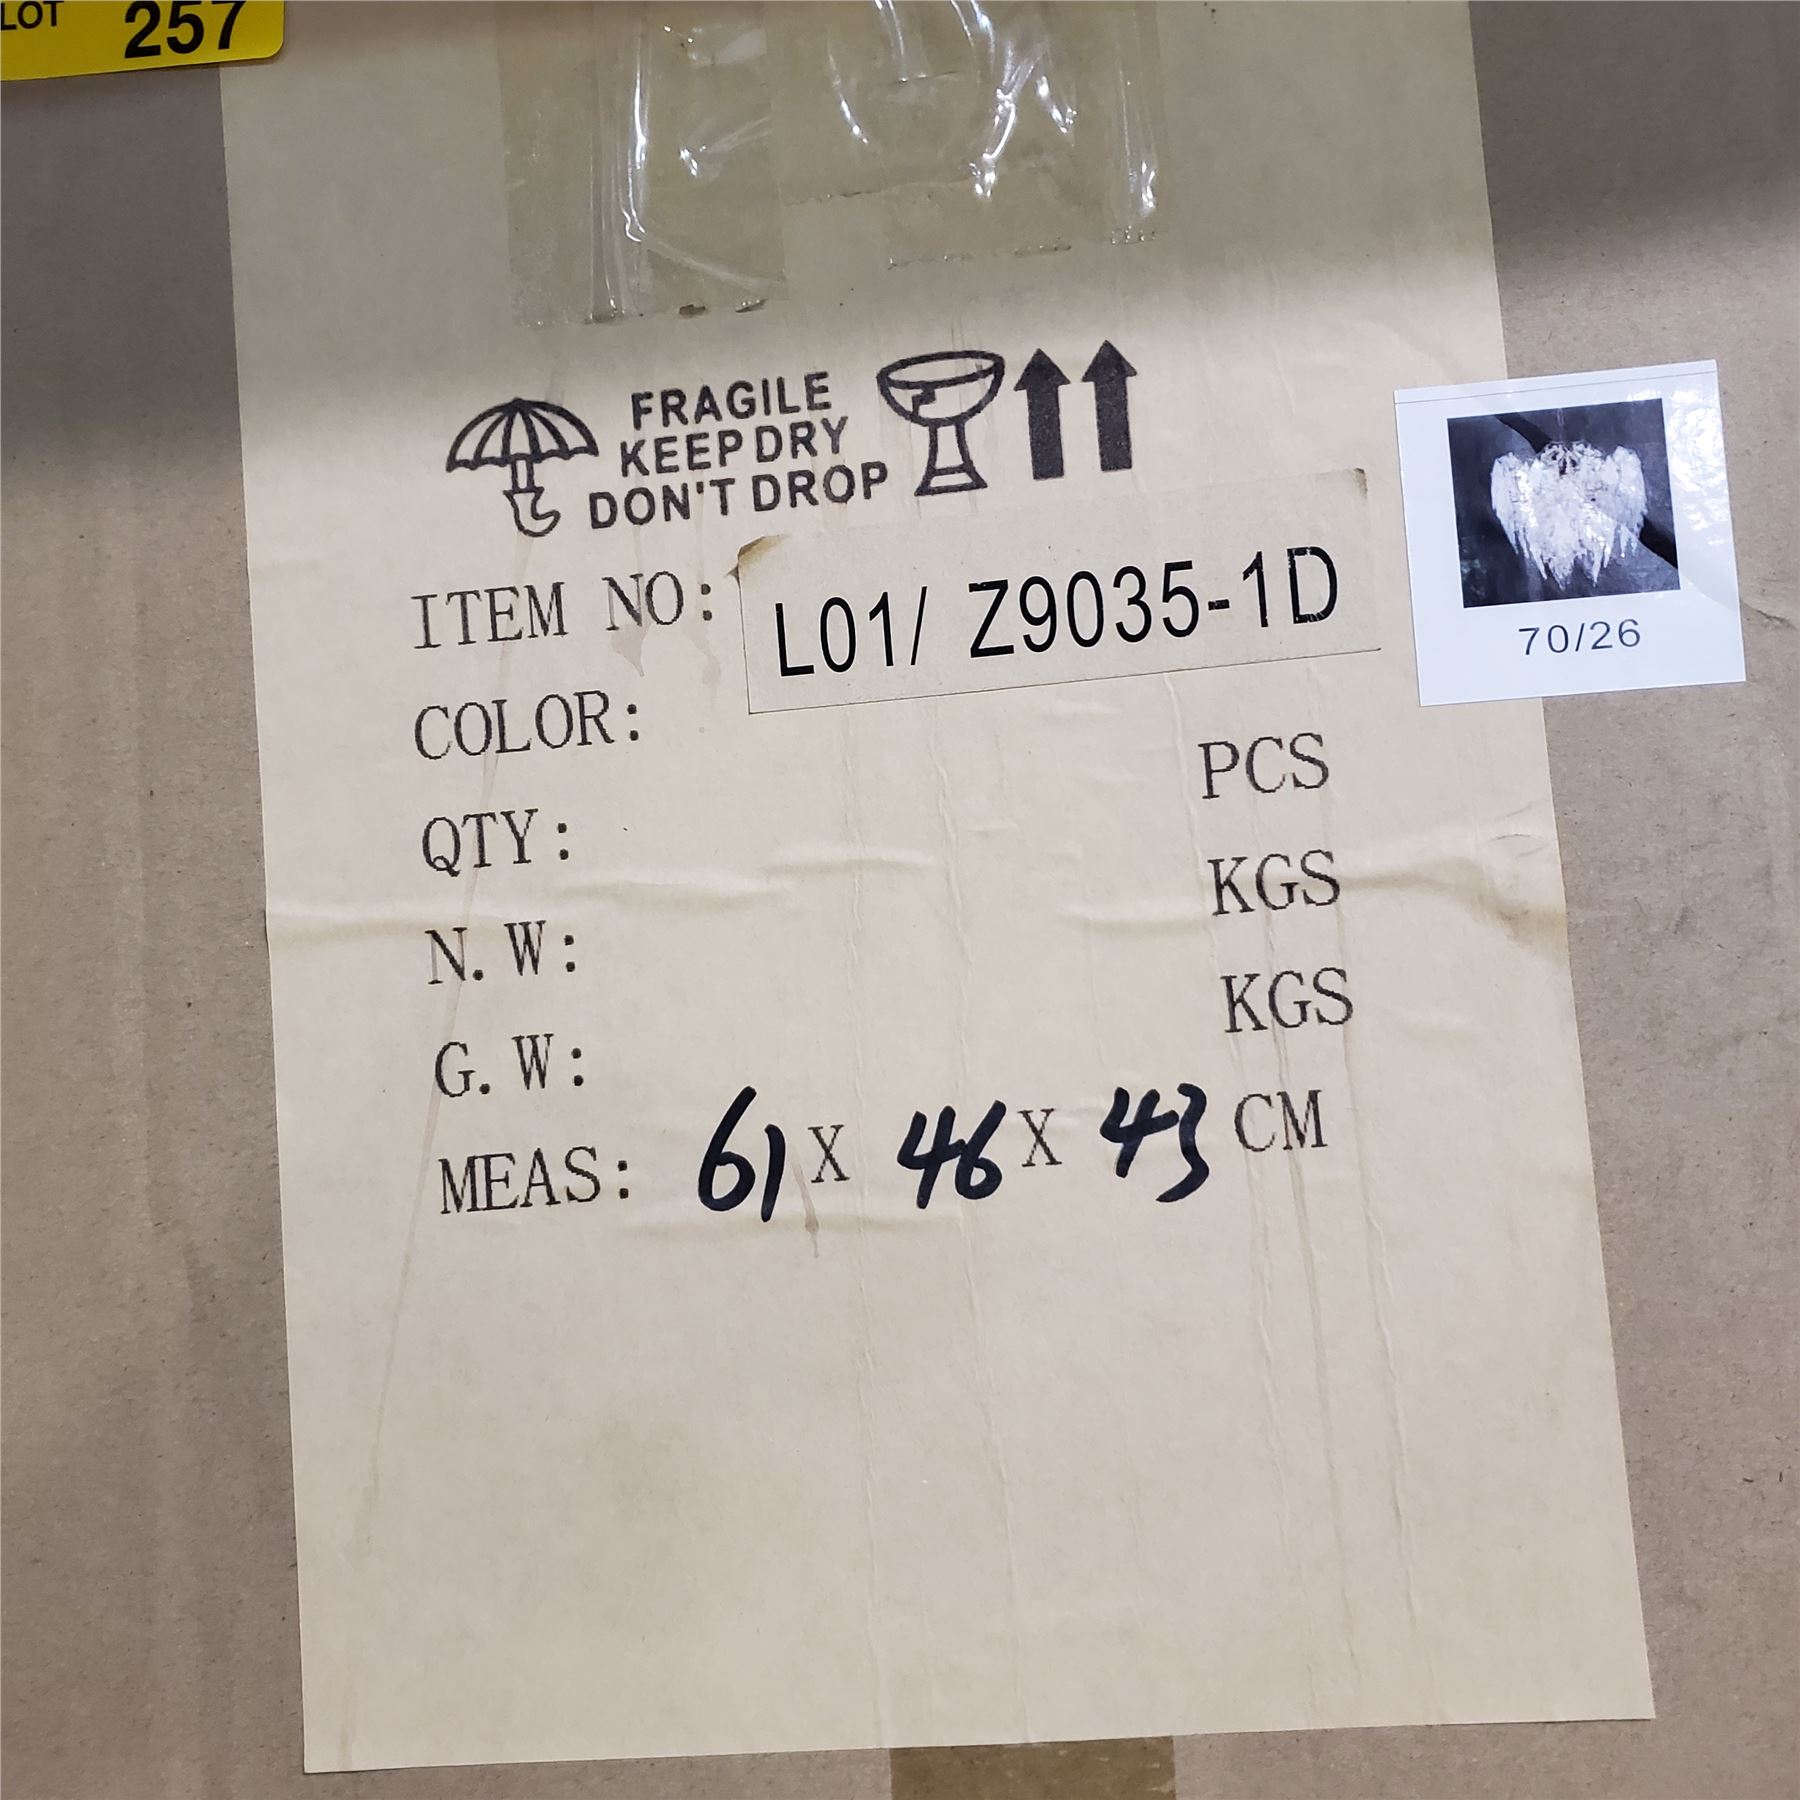 LOT 257
FRAGILE
KEEP DRY
DON'T DROP
ITEM NO: L01/ Z9035-1D
70/26
COLOR:
QTY: PCS
N.W: KGS
G.W: KGS
MEAS: 61 X 46 X 43 CM